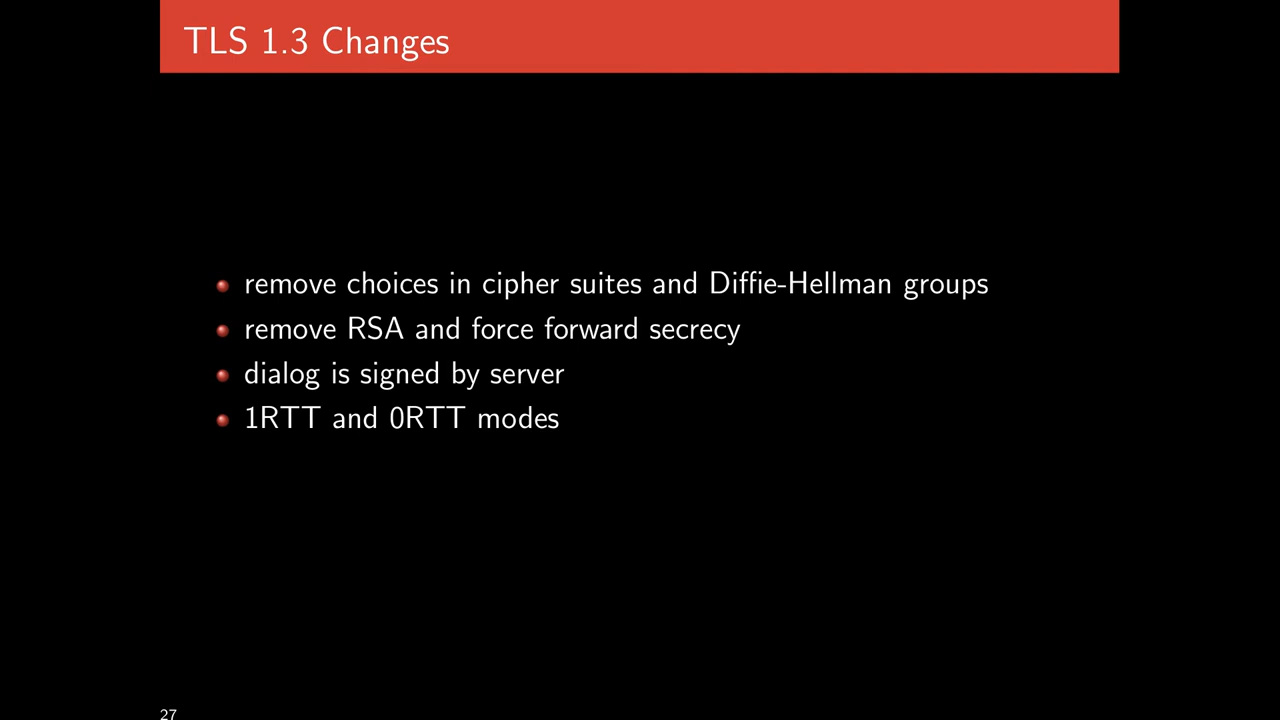 TLS 1.3 Changes
remove choices in cipher suites and Diffie-Hellman groups
remove RSA and force forward secrecy
dialog is signed by server
1RTT and 0RTT modes
27